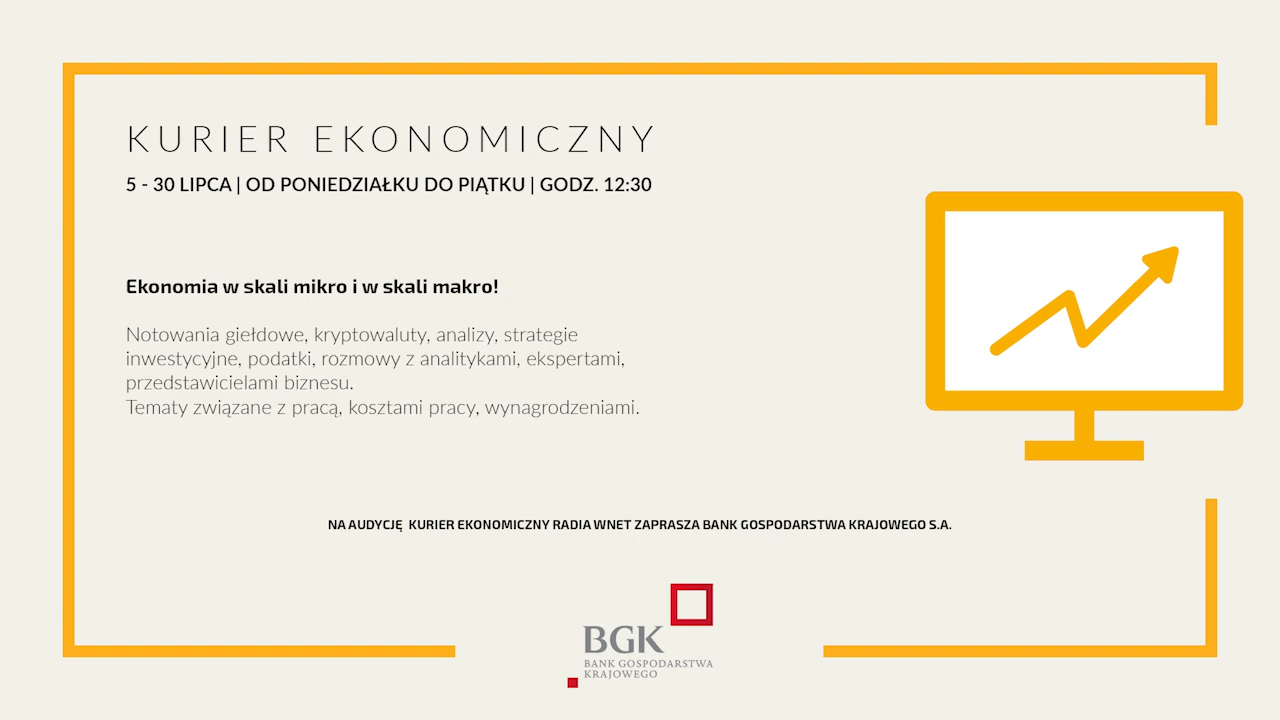 KURIER EKONOMICZNY
5 - 30 LIPCA | OD PONIEDZIAŁKU DO PIĄTKU | GODZ. 12:30
Ekonomia w skali mikro i w skali makro!
Notowania giełdowe, kryptowaluty, analizy, strategie
inwestycyjne, podatki, rozmowy z analitykami, ekspertami,
przedstawicielami biznesu.
Tematy związane z pracą, kosztami pracy, wynagrodzeniami.
NA AUDYCJĘ KURIER EKONOMICZNY RADIA WNET ZAPRASZA BANK GOSPODARSTWA KRAJOWEGO S.A.
BGK
BANK GOSPODARSTWA
KRAJOWEGO